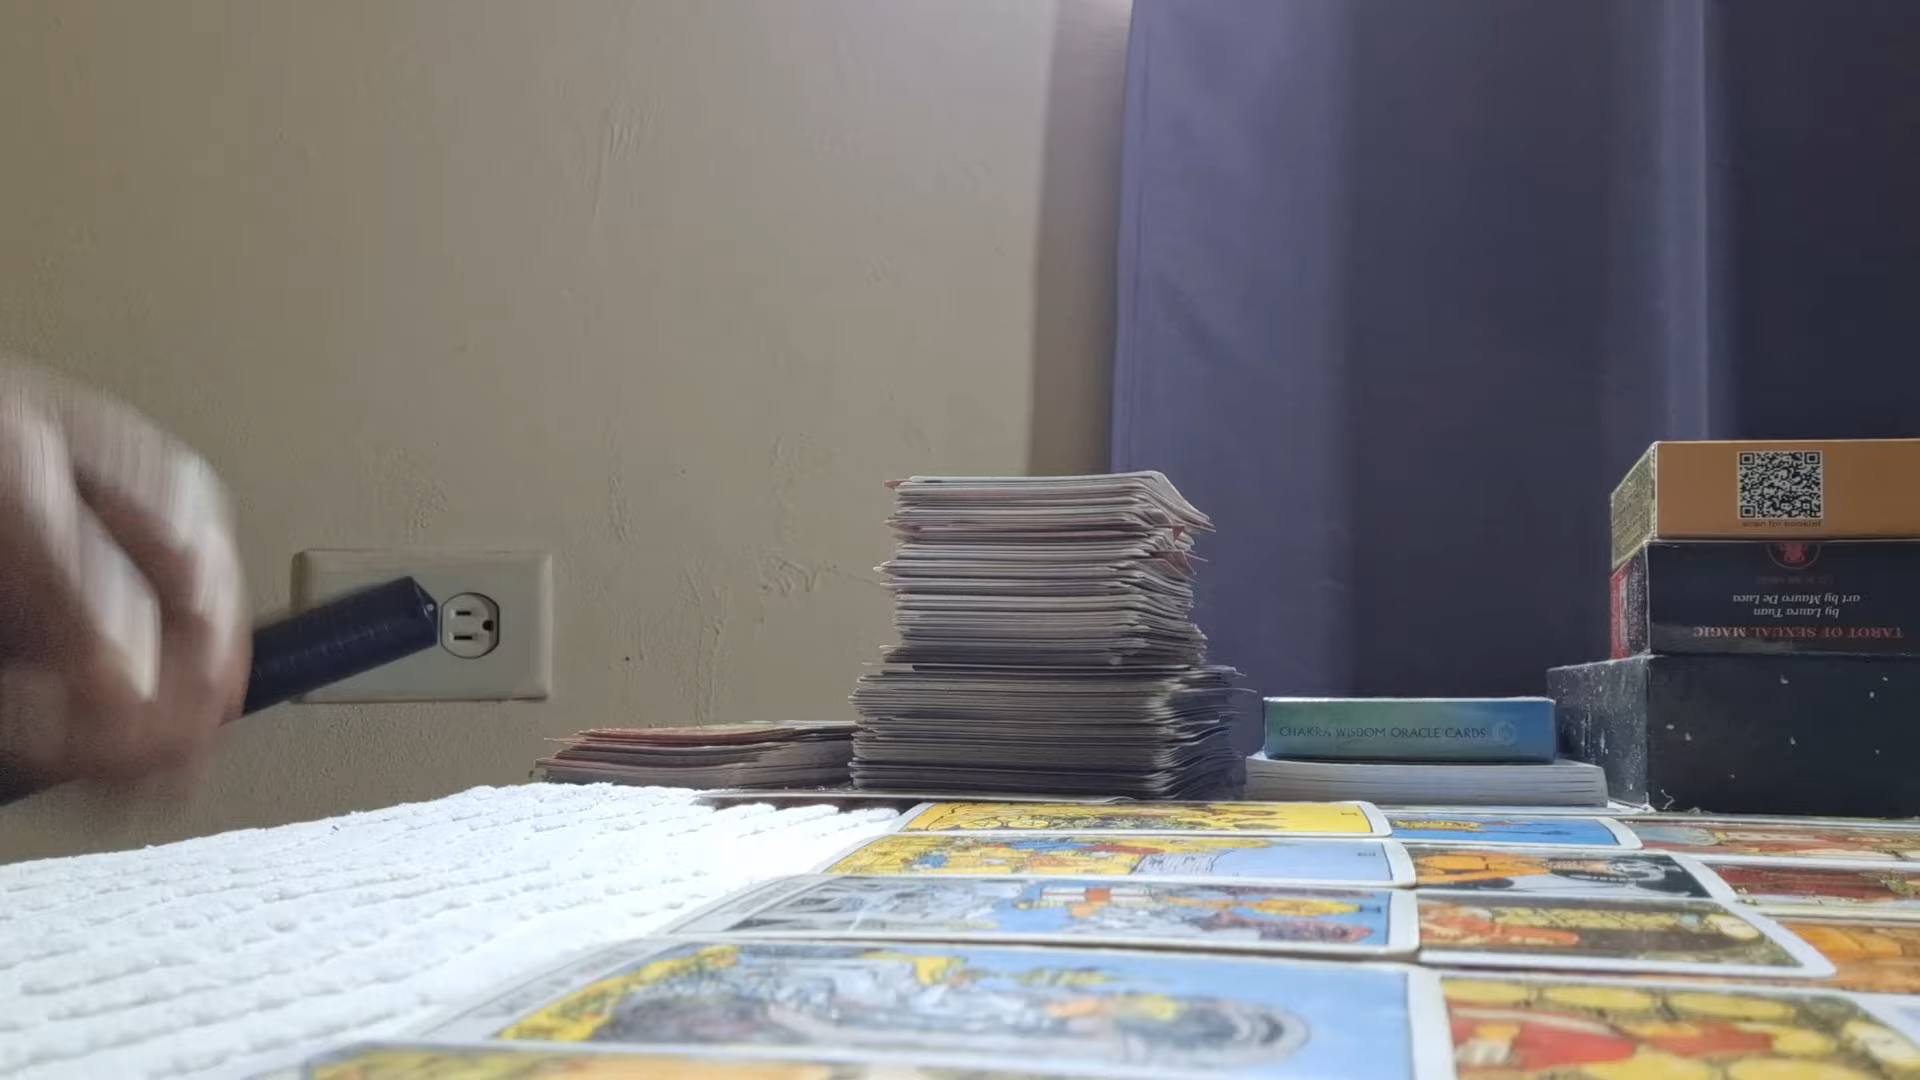 scan for booklet
by Laura Tuan
art by Mauro De Luca
TAROT OF SEXUAL MAGIC
CHAKRA WISDOM ORACLE CARDS